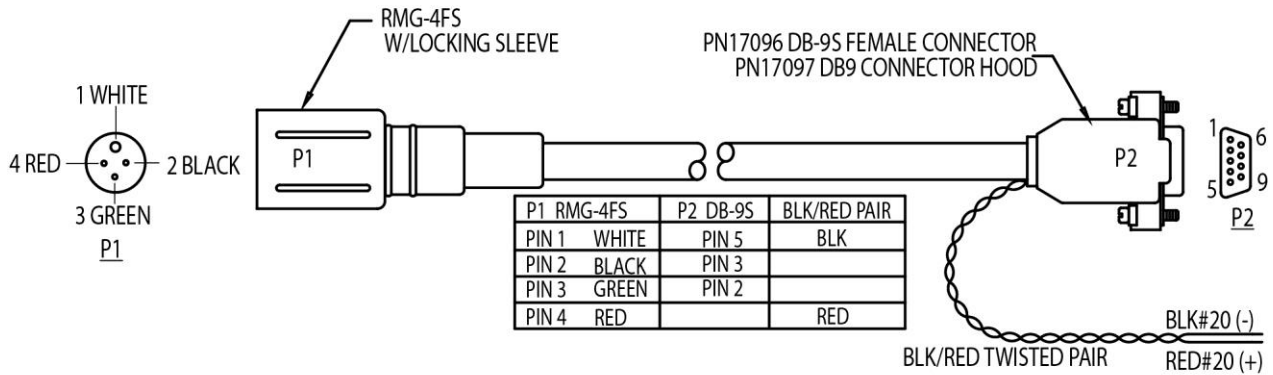 RMG-4FS
W/LOCKING SLEEVE
PN17096 DB-9S FEMALE CONNECTOR
PN17097 DB9 CONNECTOR HOOD
1 WHITE
4 RED
2 BLACK
3 GREEN
P1
P1
P2
1
6
5
9
P2
P1 RMG-4FS P2 DB-9S BLK/RED PAIR
PIN 1 WHITE PIN 5 BLK
PIN 2 BLACK PIN 3
PIN 3 GREEN PIN 2
PIN 4 RED RED
BLK/RED TWISTED PAIR
BLK#20 (-)
RED#20 (+)